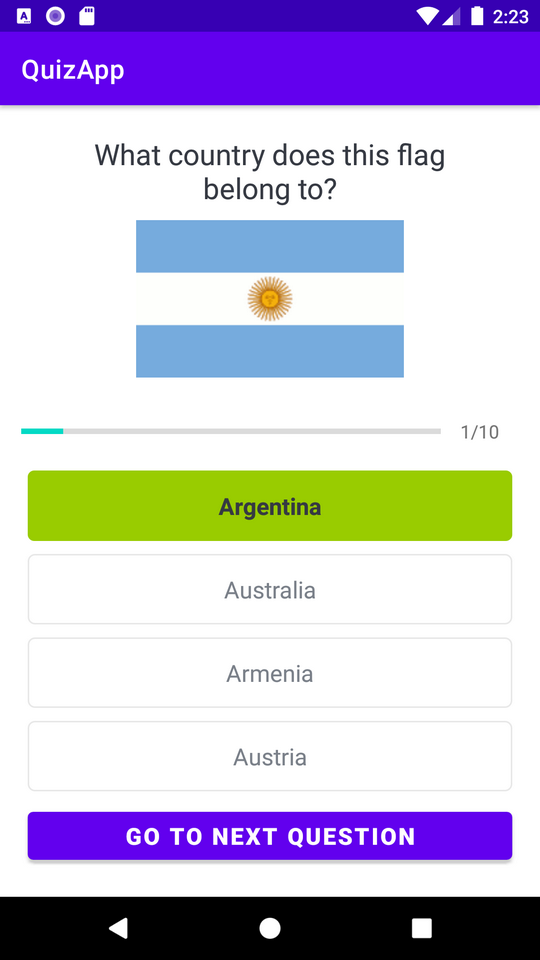 2:23
QuizApp
What country does this flag
belong to?
1/10
Argentina
Australia
Armenia
Austria
GO TO NEXT QUESTION